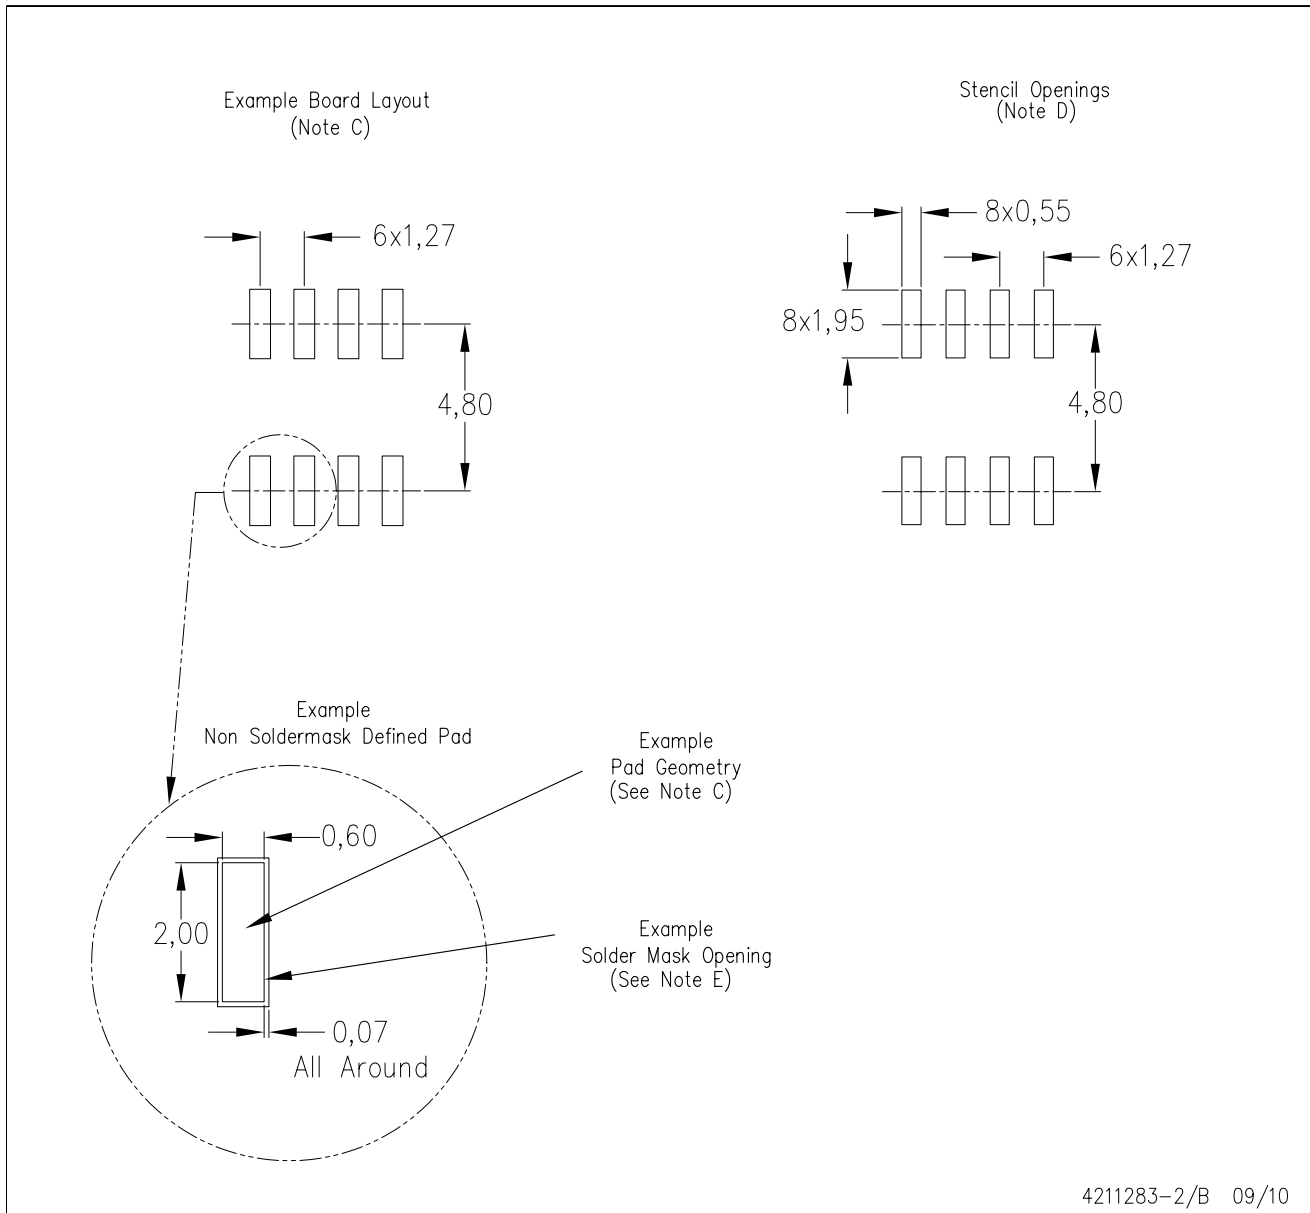 Example Board Layout
(Note C)
Stencil Openings
(Note D)
6x1,27
4,80
8x0,55
6x1,27
8x1,95
4,80
Example
Non Soldermask Defined Pad
Example
Pad Geometry
(See Note C)
0,60
2,00
Example
Solder Mask Opening
(See Note E)
0,07
All Around
4211283-2/B 09/10